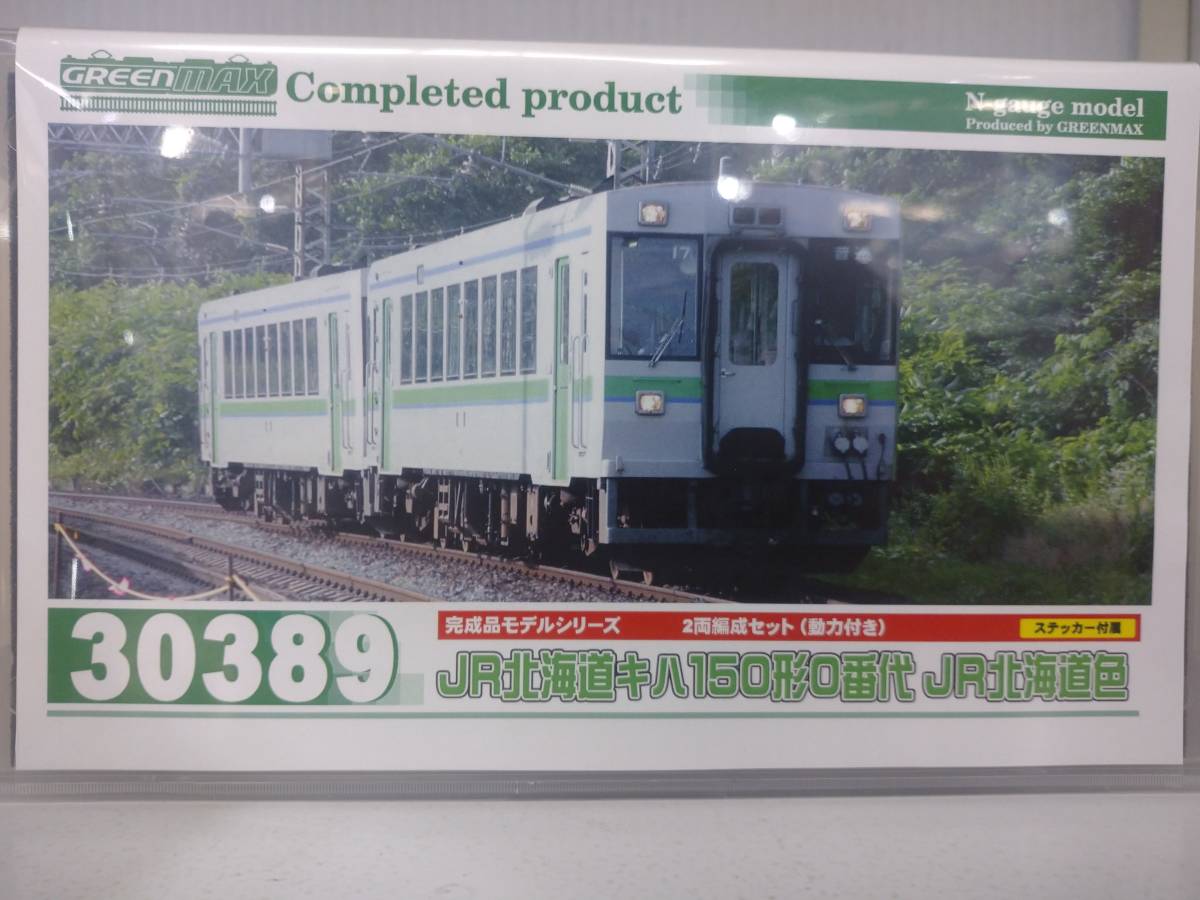 GREENMAX
Completed product
N-gauge model
Produced by GREENMAX
17
30389
完成品モデルシリーズ 2両編成セット(動力付き)
ステッカー付属
JR北海道キハ150形0番代 JR北海道色